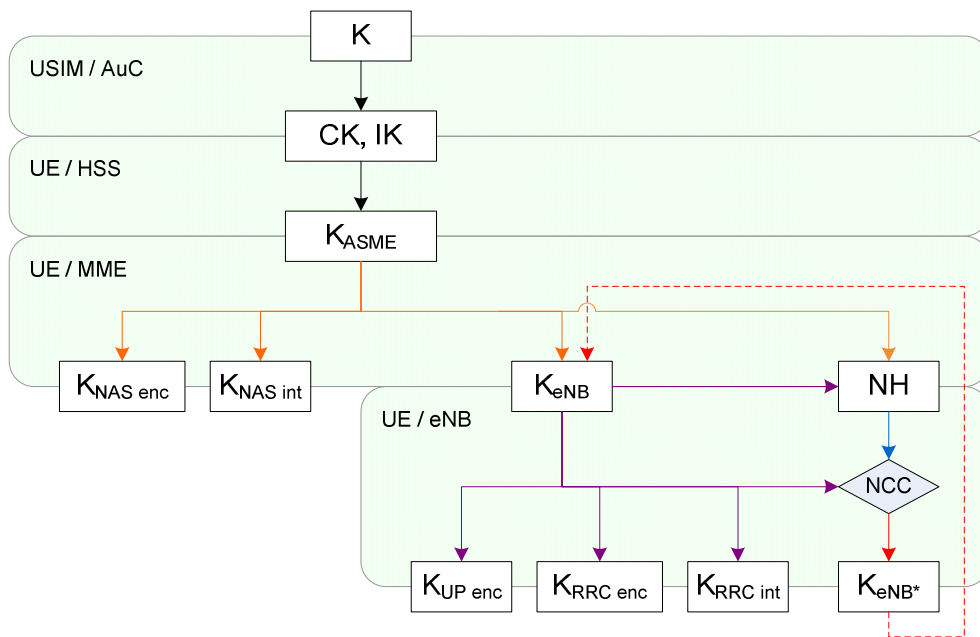 K
USIM / AuC
CK, IK
UE / HSS
KASME
UE / MME
KNAS enc
KNAS int
KeNB
NH
UE / eNB
NCC
KUP enc
KRRC enc
KRRC int
KeNB*